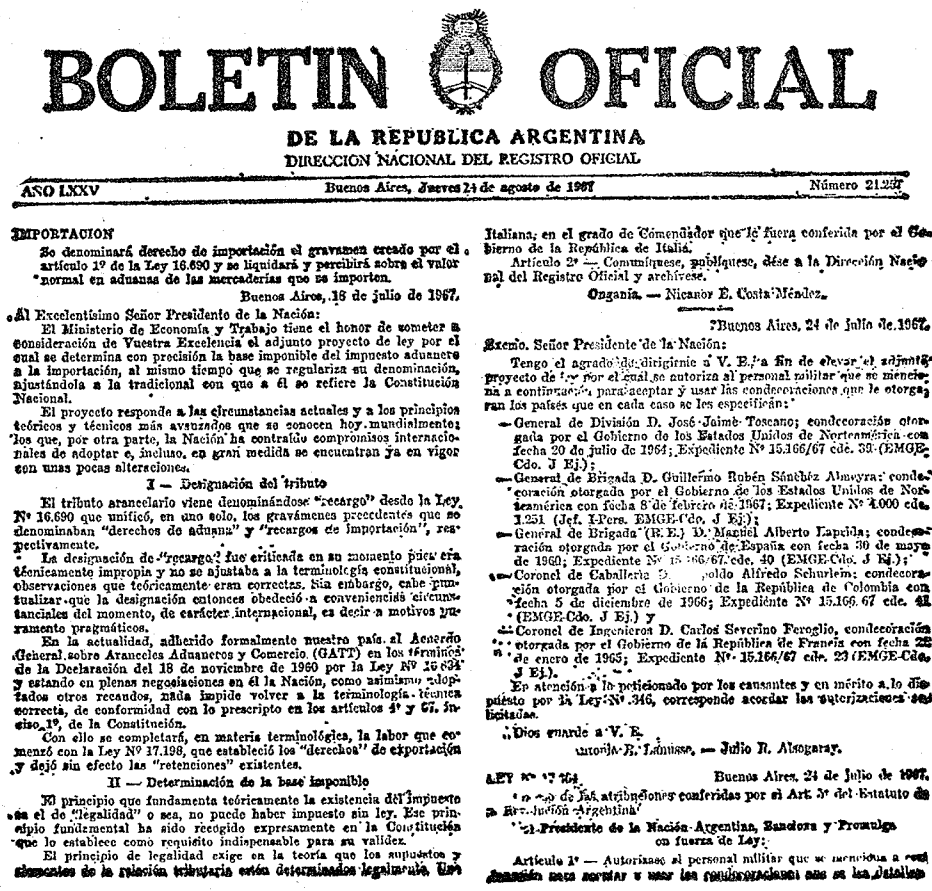 BOLETIN OFICIAL
DE LA REPUBLICA ARGENTINA
DIRECCION NACIONAL DEL REGISTRO OFICIAL
AÑO LXXV
Buenos Aires, Jueves 24 de agosto de 1967
Número 21.257
IMPORTACION
Se denominará derecho de importación el gravamen creado por el
artículo 1º de la Ley 16.690 y se liquidará y percibirá sobre el valor
normal en aduanas de las mercaderías que se importen.
Buenos Aires, 18 de julio de 1967.
Al Excelentísimo Señor Presidente de la Nación:
El Ministerio de Economía y Trabajo tiene el honor de someter a
consideración de Vuestra Excelencia el adjunto proyecto de ley por el
cual se determina con precisión la base imponible del impuesto aduanero
a la importación, al mismo tiempo que se regulariza su denominación,
ajustándola a la tradicional con que a él se refiere la Constitución
Nacional.
El proyecto responde a las circunstancias actuales y a los principios
teóricos y técnicos más avanzados que se conocen hoy mundialmente;
los que, por otra parte, la Nación ha contraído compromisos internacio-
nales de adoptar e, incluso, en gran medida se encuentran ya en vigor
con unas pocas alteraciones.
I — Designación del tributo
El tributo arancelario viene denominándose "recargo" desde la Ley
Nº 16.690 que unificó, en uno solo, los gravámenes precedentes que se
denominaban "derechos de aduana" y "recargos de importación", res-
pectivamente.
La designación de "recargo" fue criticada en su momento pues era
técnicamente impropia y no se ajustaba a la terminología constitucional,
observaciones que teóricamente eran correctas. Sin embargo, cabe pun-
tualizar que la designación entonces obedeció a conveniencias circuns-
tanciales del momento, de carácter internacional, es decir a motivos pu-
ramente pragmáticos.
En la actualidad, adherido formalmente nuestro país al Acuerdo
General sobre Aranceles Aduaneros y Comercio (GATT) en los términos
de la Declaración del 18 de noviembre de 1960 por la Ley Nº 16.834
y estando en plenas negociaciones en él la Nación, como asimismo adop-
tados otros recaudos, nada impide volver a la terminología técnica
correcta, de conformidad con lo prescripto en los artículos 4º y 67, in-
ciso 1º, de la Constitución.
Con ello se completará, en materia terminológica, la labor que co-
menzó con la Ley Nº 17.198, que estableció los "derechos" de exportación
y dejó sin efecto las "retenciones" existentes.
II — Determinación de la base imponible
El principio que fundamenta teóricamente la existencia del impuesto
es el de "legalidad" o sea, no puede haber impuesto sin ley. Ese prin-
cipio fundamental ha sido recogido expresamente en la Constitución
que lo establece como requisito indispensable para su validez.
El principio de legalidad exige en la teoría que los supuestos y
elementos de la relación tributaria estén determinados legalmente. Una
Italiana, en el grado de Comendador que le fuera conferida por el Go-
bierno de la República de Italia.
Artículo 2º — Comuníquese, publíquese, dése a la Dirección Nacio-
nal del Registro Oficial y archívese.
Onganía. — Nicanor E. Costa Méndez.
Buenos Aires, 24 de julio de 1967.
Excmo. Señor Presidente de la Nación:
Tengo el agrado de dirigirme a V. E. a fin de elevar el adjunto
proyecto de ley por el cual se autoriza al personal militar que se mencio-
na a continuación para aceptar y usar las condecoraciones que le otorga-
ran los países que en cada caso se les especifican:
— General de División D. José Jaime Toscano; condecoración otor-
gada por el Gobierno de los Estados Unidos de Norteamérica con
fecha 20 de julio de 1964; Expediente Nº 15.166/67 cde. 39 (EMGE-
Cdo. J Ej.);
— General de Brigada D. Guillermo Rubén Sánchez Almeyra: conde-
coración otorgada por el Gobierno de los Estados Unidos de Nor-
teamérica con fecha 8 de febrero de 1967; Expediente Nº 4.000 cde.
1.251 (Jef. I-Pers. EMGE-Cdo. J Ej.);
— General de Brigada (R.E.) D. Manuel Alberto Laprida; condeco-
ración otorgada por el Gobierno de España con fecha 30 de mayo
de 1960; Expediente Nº 15.166/67 cde. 40 (EMGE-Cdo. J Ej.);
— Coronel de Caballería D. Alfredo Schurlein; condecora-
ción otorgada por el Gobierno de la República de Colombia con
fecha 5 de diciembre de 1966; Expediente Nº 15.166/67 cde.
(EMGE-Cdo. J Ej.) y
— Coronel de Ingenieros D. Carlos Severino Feroglio, condecoración
otorgada por el Gobierno de la República de Francia con fecha 22
de enero de 1965; Expediente Nº 15.166/67 cde. 23 (EMGE-Cdo.
J Ej.).
En atención a lo peticionado por los causantes y en mérito a lo dis-
puesto por la Ley Nº 346, corresponde acordar las autorizaciones so-
licitadas.
Dios guarde a V. E.
R. Lanusse. — Julio R. Alsogaray.
LEY Nº
Buenos Aires, 24 de julio de 1967.
de las atribuciones conferidas por el Art. 5º del Estatuto de
la Revolución Argentina
El Presidente de la Nación Argentina, Sanciona y Promulga
con fuerza de Ley:
Artículo 1º — Autorízase al personal militar que se menciona a conti-
nuación para aceptar y usar las condecoraciones que se les detallan